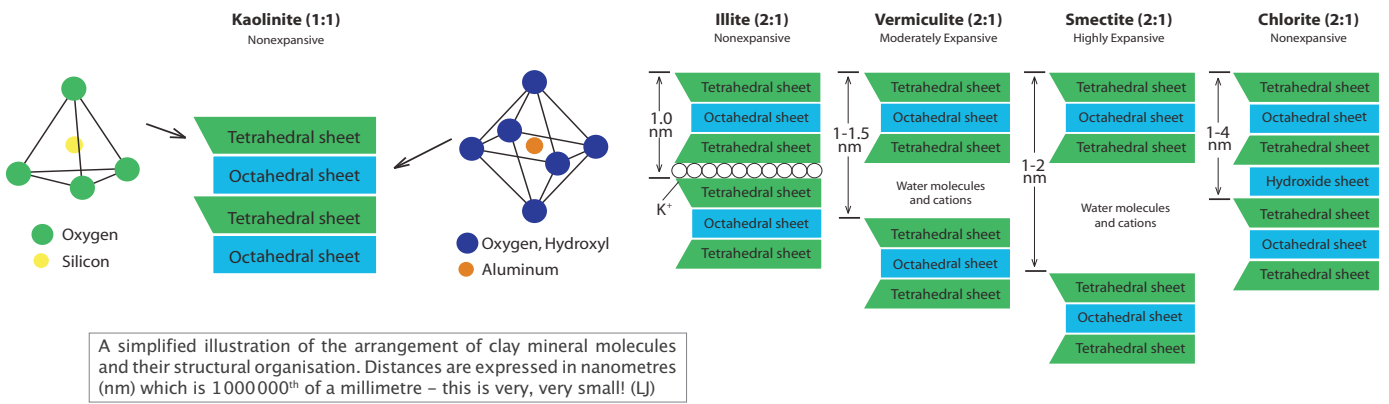 Kaolinite (1:1)
Nonexpansive
Tetrahedral sheet
Octahedral sheet
Tetrahedral sheet
Octahedral sheet
Oxygen
Silicon
Oxygen, Hydroxyl
Aluminum
Illite (2:1)
Nonexpansive
1.0
nm
Tetrahedral sheet
Octahedral sheet
Tetrahedral sheet
K+
Tetrahedral sheet
Octahedral sheet
Tetrahedral sheet
Vermiculite (2:1)
Moderately Expansive
1-1.5
nm
Tetrahedral sheet
Octahedral sheet
Tetrahedral sheet
Water molecules
and cations
Tetrahedral sheet
Octahedral sheet
Tetrahedral sheet
Smectite (2:1)
Highly Expansive
1-2
nm
Tetrahedral sheet
Octahedral sheet
Tetrahedral sheet
Water molecules
and cations
Tetrahedral sheet
Octahedral sheet
Tetrahedral sheet
Chlorite (2:1)
Nonexpansive
1-4
nm
Tetrahedral sheet
Octahedral sheet
Tetrahedral sheet
Hydroxide sheet
Tetrahedral sheet
Octahedral sheet
Tetrahedral sheet
A simplified illustration of the arrangement of clay mineral molecules
and their structural organisation. Distances are expressed in nanometres
(nm) which is 1 000 000th of a millimetre – this is very, very small! (LJ)